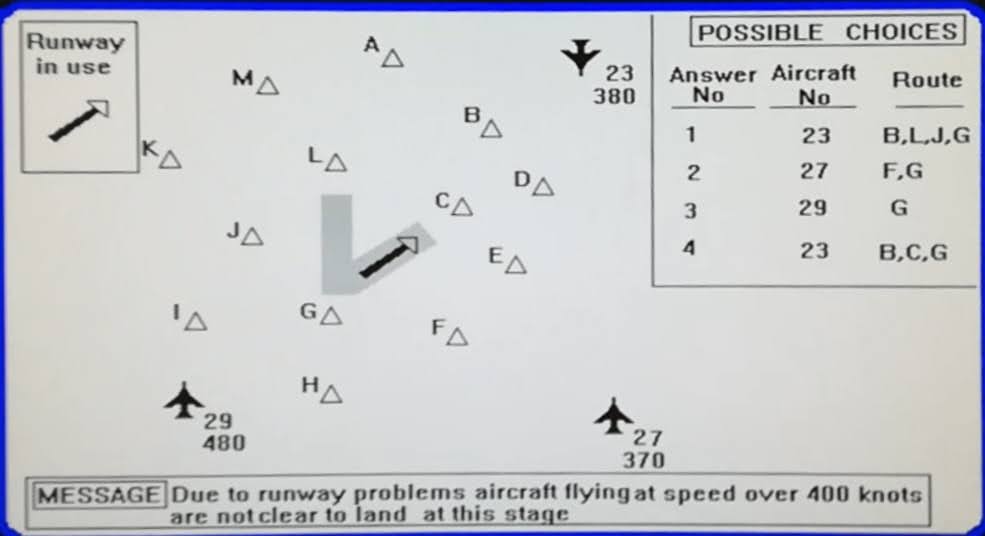 Runway
in use
A
M
B
K
L
D
C
J
E
I
G
F
H
23
380
29
480
27
370
POSSIBLE CHOICES
Answer No Aircraft No Route
1 23 B,L,J,G
2 27 F,G
3 29 G
4 23 B,C,G
MESSAGE Due to runway problems aircraft flying at speed over 400 knots
are not clear to land at this stage